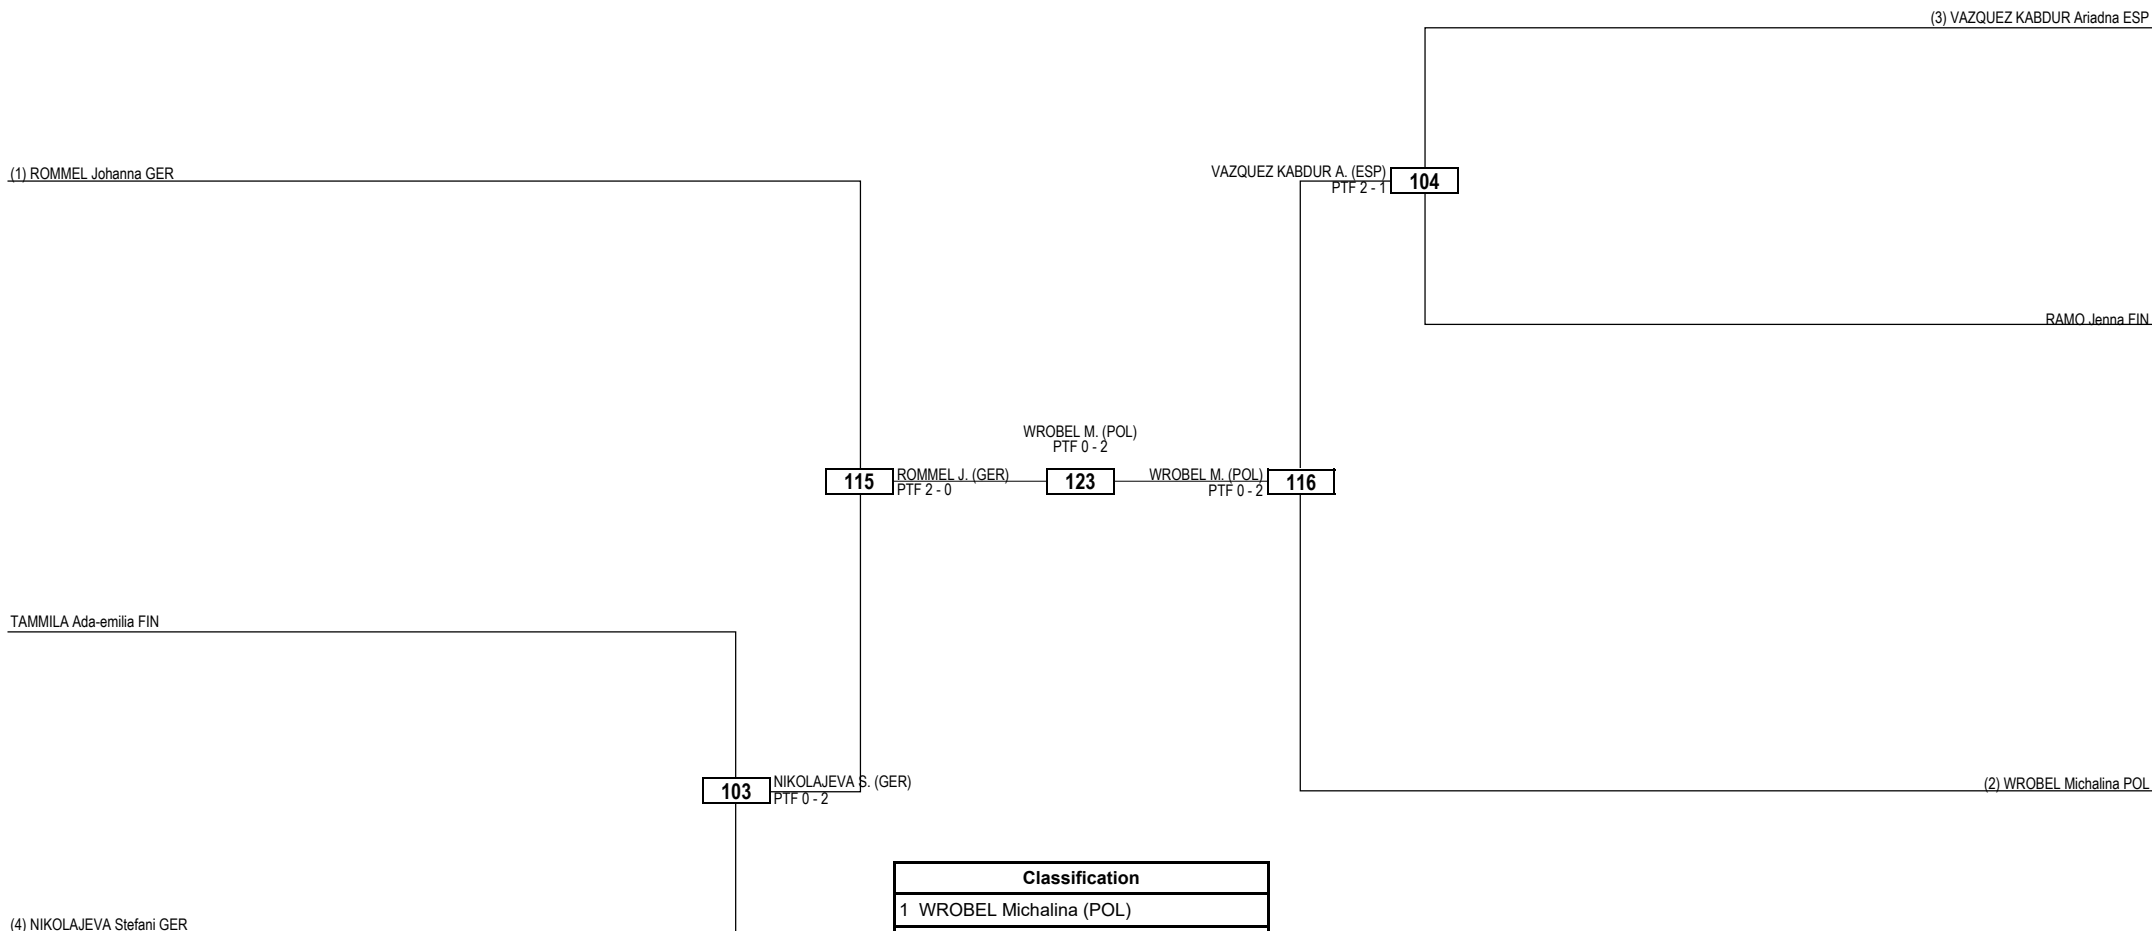 (3) VAZQUEZ KABDUR Ariadna ESP
(1) ROMMEL Johanna GER
VAZQUEZ KABDUR A. (ESP)
PTF 2 - 1
104
RAMO Jenna FIN
WROBEL M. (POL)
PTF 0 - 2
115
ROMMEL J. (GER)
PTF 2 - 0
123
WROBEL M. (POL)
PTF 0 - 2
116
TAMMILA Ada-emilia FIN
103
NIKOLAJEVA S. (GER)
PTF 0 - 2
(2) WROBEL Michalina POL
Classification
1 WROBEL Michalina (POL)
(4) NIKOLAJEVA Stefani GER